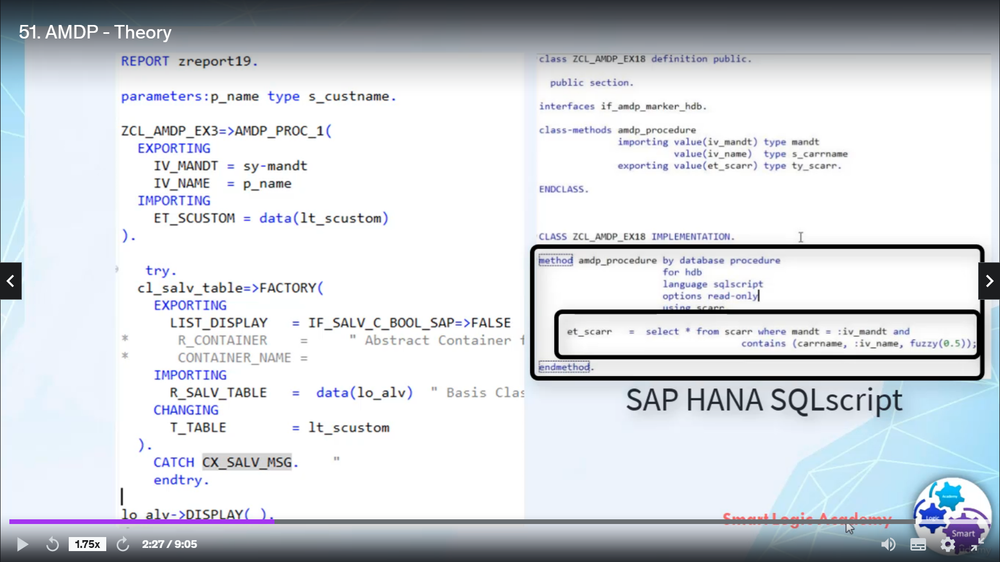 51. AMDP - Theory
REPORT zreport19.
parameters:p_name type s_custname.
ZCL_AMDP_EX3=>AMDP_PROC_1(
EXPORTING
IV_MANDT = sy-mandt
IV_NAME = p_name
IMPORTING
ET_SCUSTOM = data(lt_scustom)
).
try.
cl_salv_table=>FACTORY(
EXPORTING
LIST_DISPLAY = IF_SALV_C_BOOL_SAP=>FALSE
* R_CONTAINER = " Abstract Container f
* CONTAINER_NAME =
IMPORTING
R_SALV_TABLE = data(lo_alv) " Basis Clas
CHANGING
T_TABLE = lt_scustom
).
CATCH CX_SALV_MSG. "
endtry.
lo_alv->DISPLAY( ).
class ZCL_AMDP_EX18 definition public.
public section.
interfaces if_amdp_marker_hdb.
class-methods amdp_procedure
importing value(iv_mandt) type mandt
value(iv_name) type s_carrname
exporting value(et_scarr) type ty_scarr.
ENDCLASS.
CLASS ZCL_AMDP_EX18 IMPLEMENTATION.
method amdp_procedure by database procedure
for hdb
language sqlscript
options read-only
using scarr
et_scarr = select * from scarr where mandt = :iv_mandt and
contains (carrname, :iv_name, fuzzy(0.5));
endmethod.
SAP HANA SQLscript
Smart Logic Academy
Academy
Logic
Smart
1.75x
2:27 / 9:05